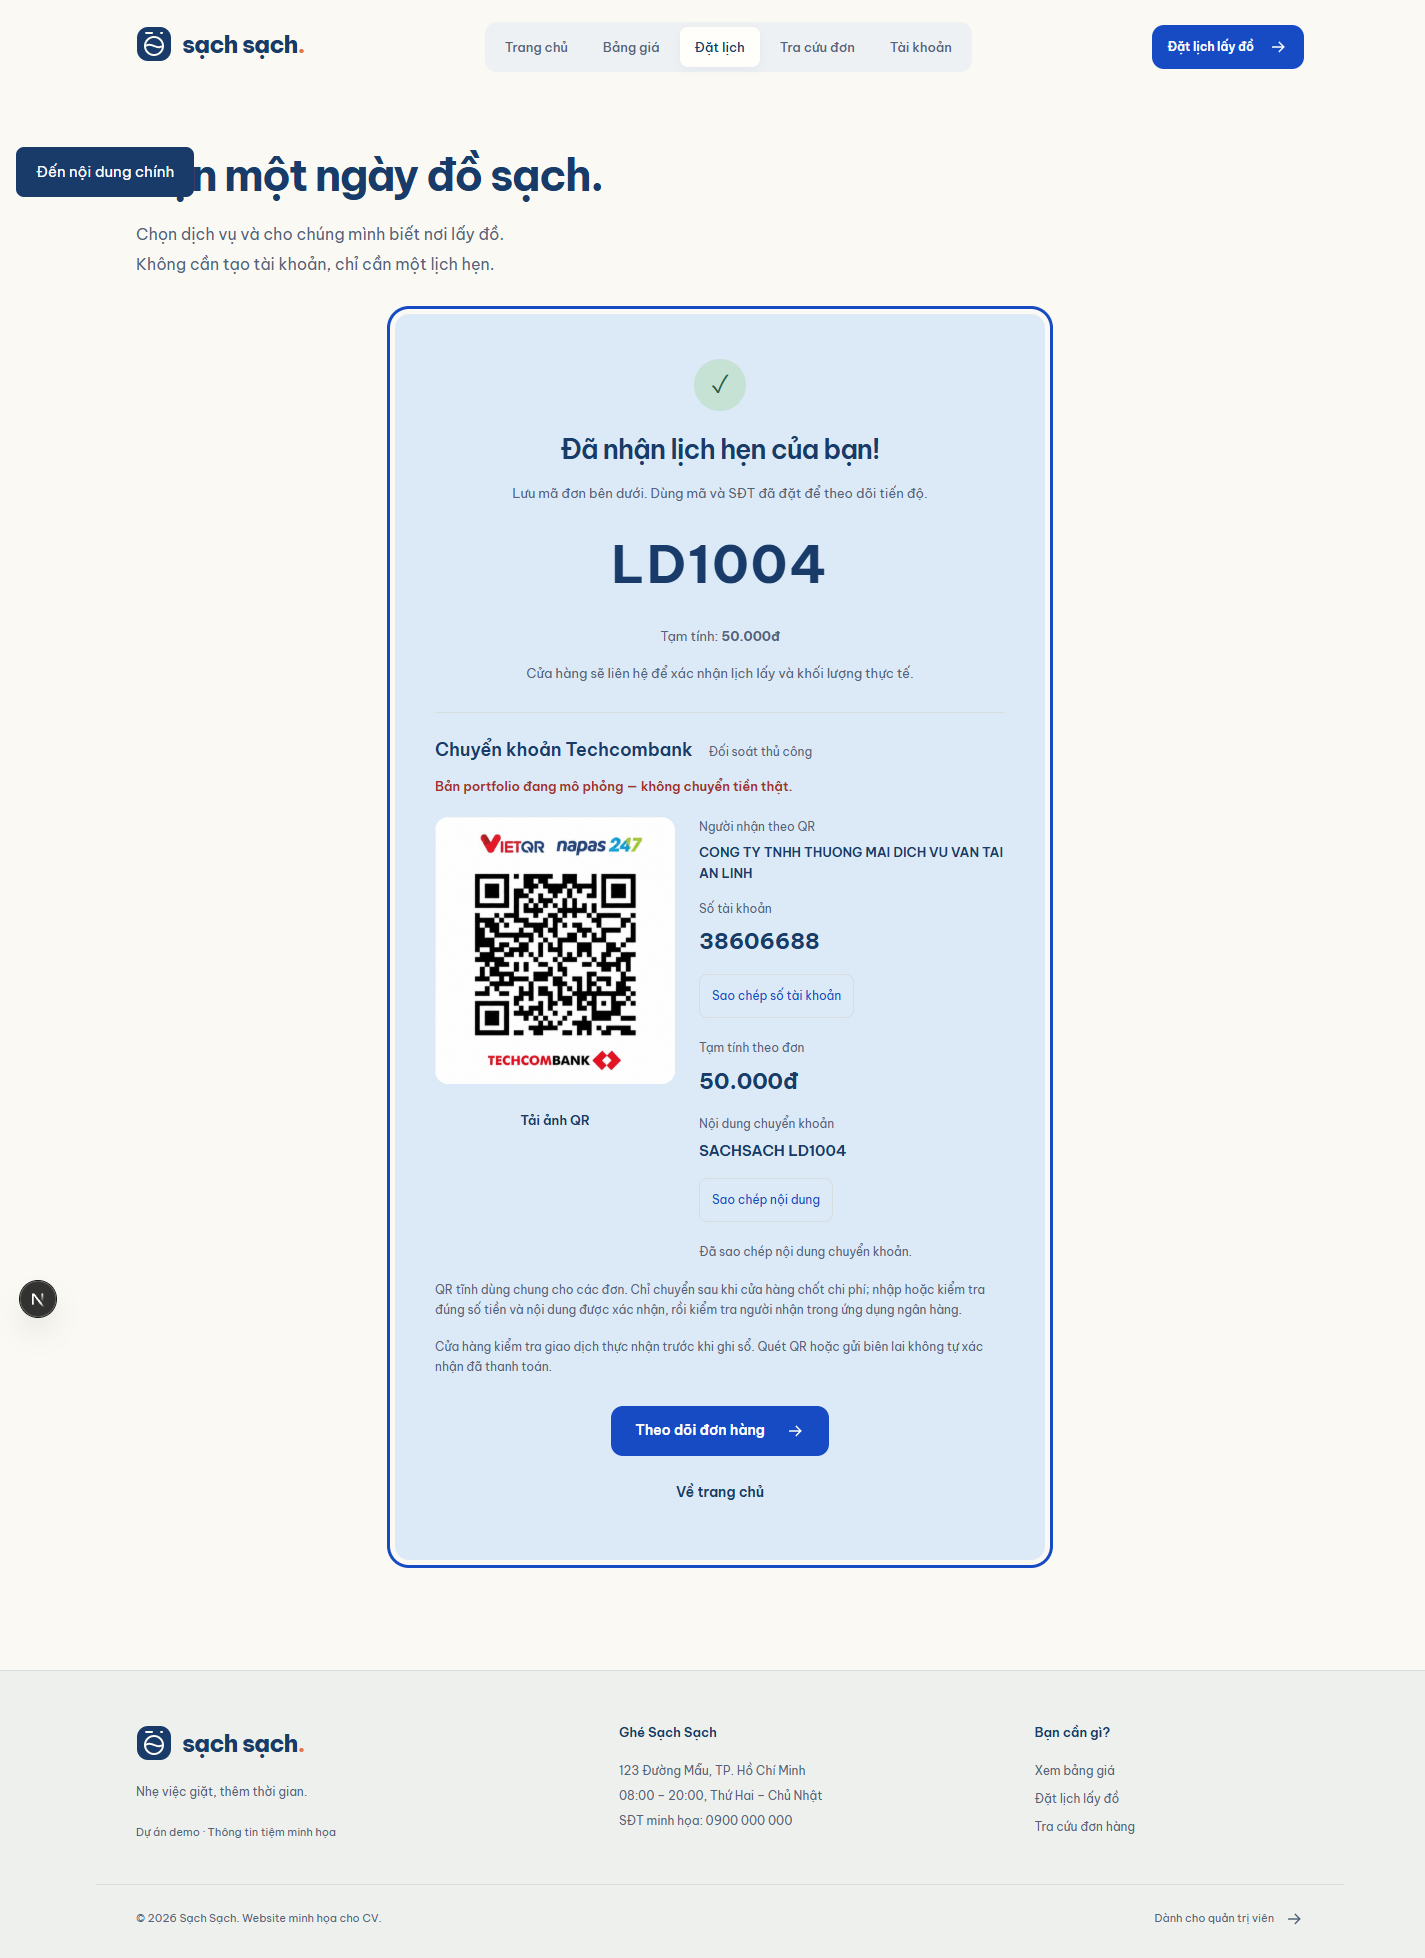 sạch sạch.
Trang chủ
Bảng giá
Đặt lịch
Tra cứu đơn
Tài khoản
Đặt lịch lấy đồ →
Đến nội dung chính
n một ngày đồ sạch.
Chọn dịch vụ và cho chúng mình biết nơi lấy đồ.
Không cần tạo tài khoản, chỉ cần một lịch hẹn.
✓
Đã nhận lịch hẹn của bạn!
Lưu mã đơn bên dưới. Dùng mã và SĐT đã đặt để theo dõi tiến độ.
LD1004
Tạm tính: 50.000đ
Cửa hàng sẽ liên hệ để xác nhận lịch lấy và khối lượng thực tế.
Chuyển khoản Techcombank Đối soát thủ công
Bản portfolio đang mô phỏng — không chuyển tiền thật.
VIETQR napas 247
TECHCOMBANK
Tải ảnh QR
Người nhận theo QR
CONG TY TNHH THUONG MAI DICH VU VAN TAI
AN LINH
Số tài khoản
38606688
Sao chép số tài khoản
Tạm tính theo đơn
50.000đ
Nội dung chuyển khoản
SACHSACH LD1004
Sao chép nội dung
Đã sao chép nội dung chuyển khoản.
QR tĩnh dùng chung cho các đơn. Chỉ chuyển sau khi cửa hàng chốt chi phí; nhập hoặc kiểm tra
đúng số tiền và nội dung được xác nhận, rồi kiểm tra người nhận trong ứng dụng ngân hàng.
Cửa hàng kiểm tra giao dịch thực nhận trước khi ghi sổ. Quét QR hoặc gửi biên lai không tự xác
nhận đã thanh toán.
Theo dõi đơn hàng →
Về trang chủ
N
sạch sạch.
Nhẹ việc giặt, thêm thời gian.
Dự án demo · Thông tin tiệm minh họa
Ghé Sạch Sạch
123 Đường Mẫu, TP. Hồ Chí Minh
08:00 – 20:00, Thứ Hai – Chủ Nhật
SĐT minh họa: 0900 000 000
Bạn cần gì?
Xem bảng giá
Đặt lịch lấy đồ
Tra cứu đơn hàng
© 2026 Sạch Sạch. Website minh họa cho CV.
Dành cho quản trị viên →